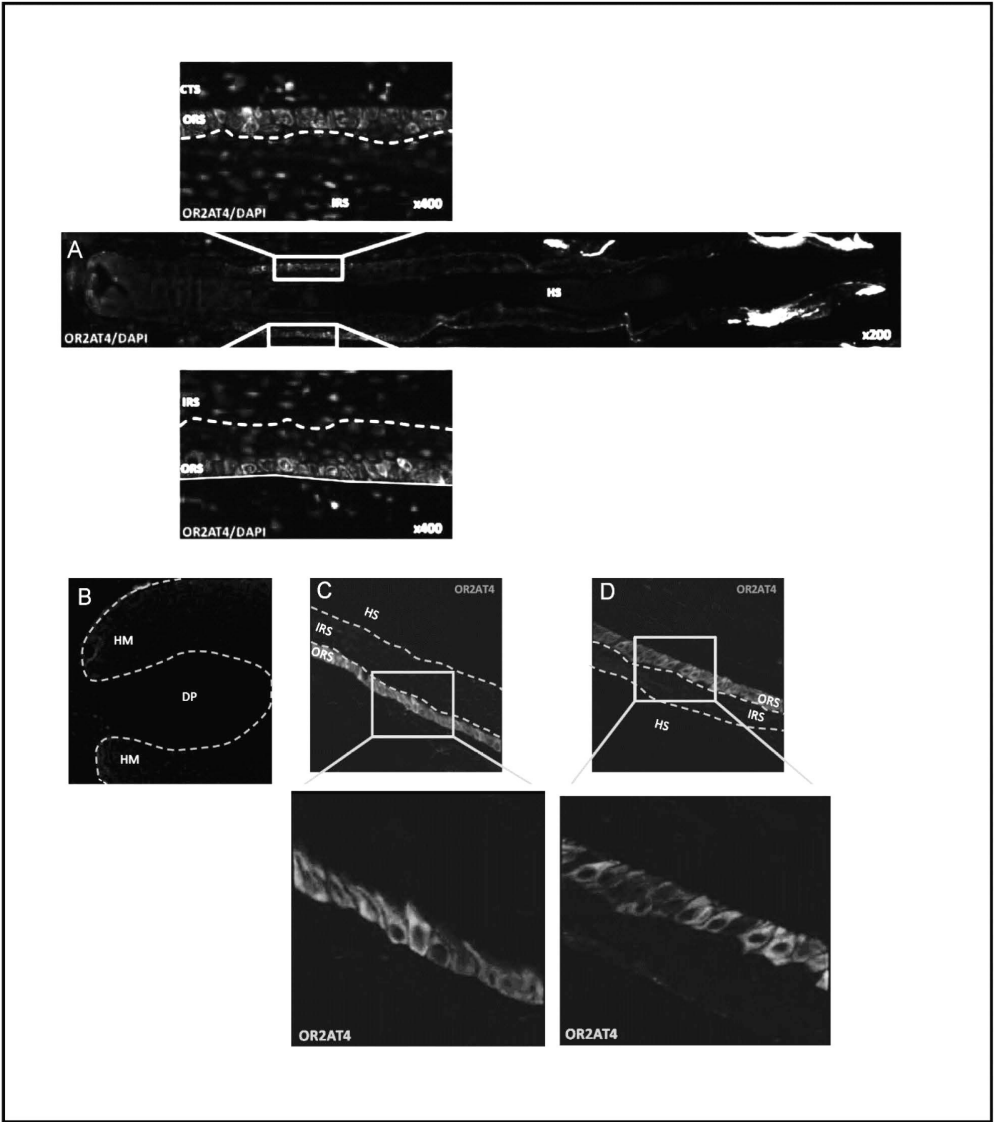 CTS
ORS
IRS
OR2AT4/DAPI
x400
A
HS
OR2AT4/DAPI
x200
IRS
ORS
OR2AT4/DAPI
x400
B
HM
DP
HM
C
OR2AT4
HS
IRS
ORS
D
OR2AT4
ORS
IRS
HS
OR2AT4
OR2AT4